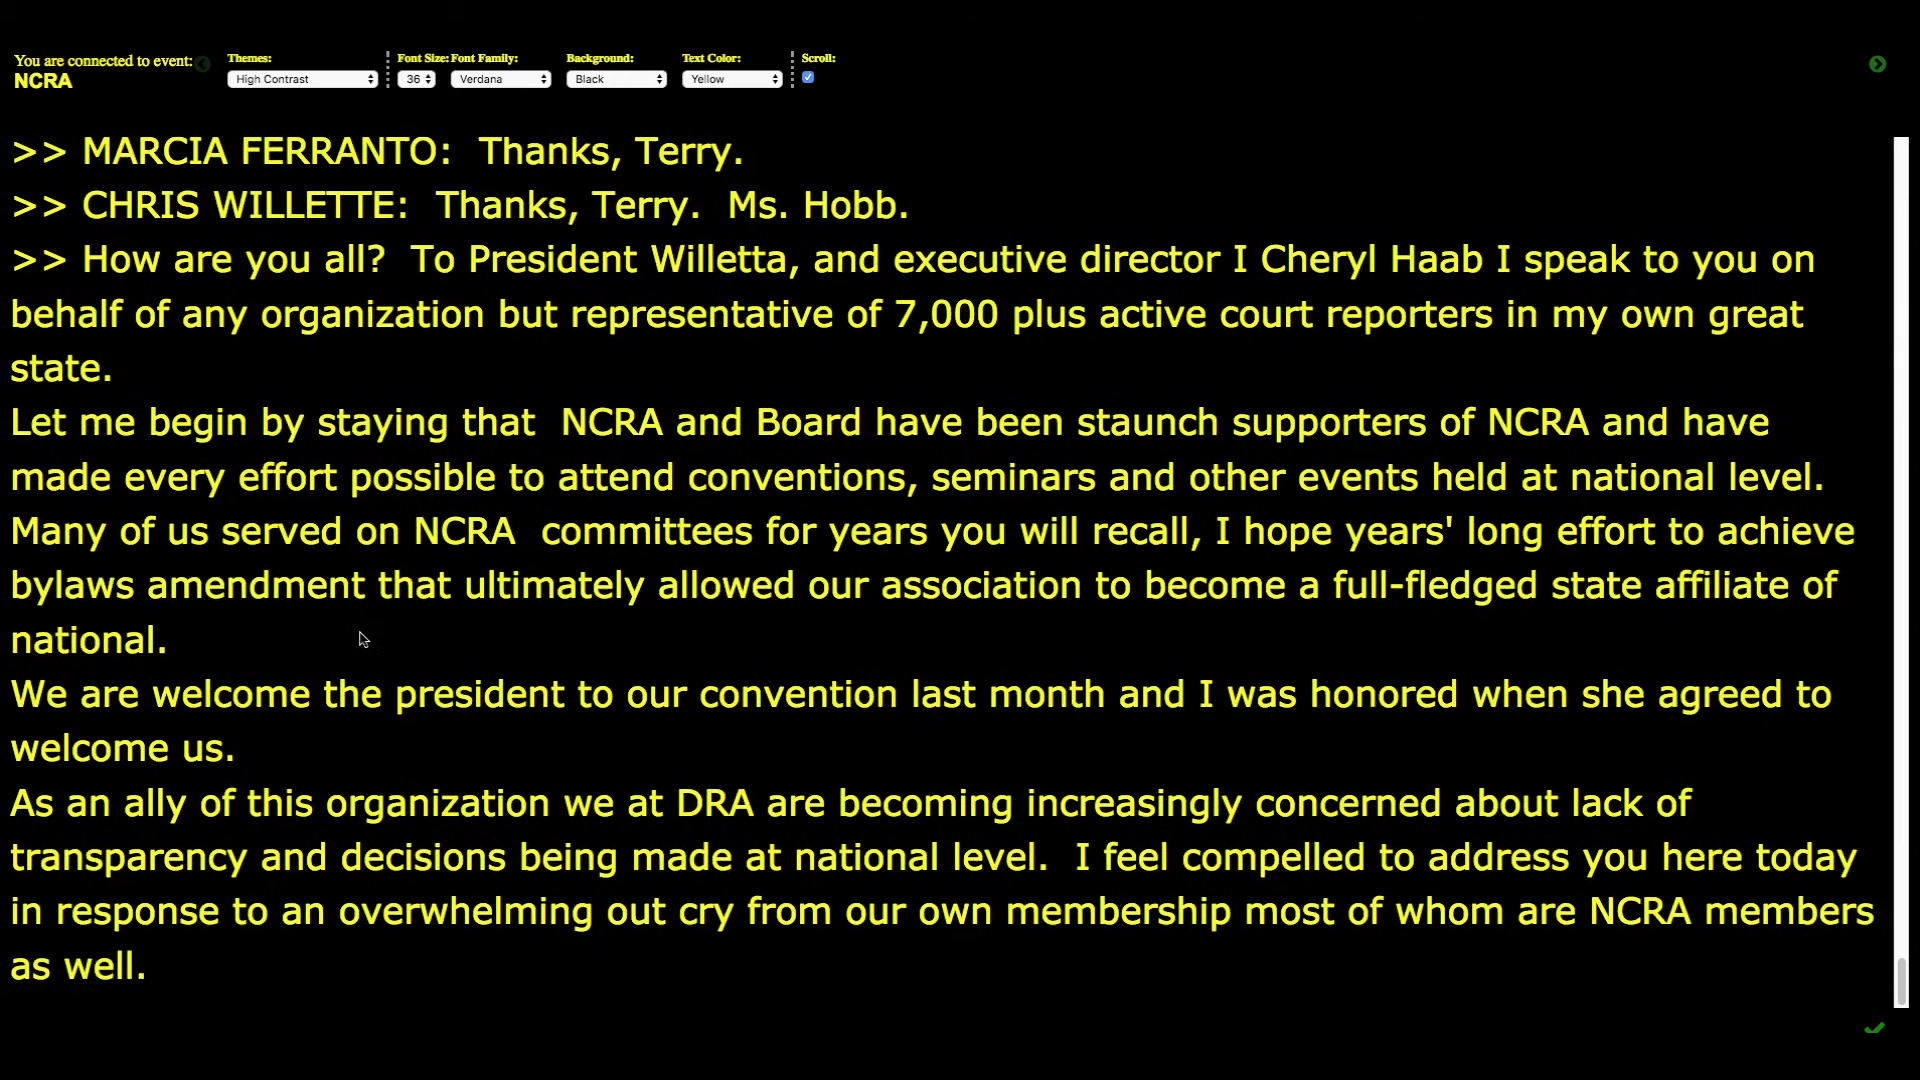 You are connected to event:
NCRA
Themes:
High Contrast
Font Size:
36
Font Family:
Verdana
Background:
Black
Text Color:
Yellow
Scroll:
>> MARCIA FERRANTO:  Thanks, Terry.
>> CHRIS WILLETTE:  Thanks, Terry.  Ms. Hobb.
>> How are you all?  To President Willetta, and executive director I Cheryl Haab I speak to you on
behalf of any organization but representative of 7,000 plus active court reporters in my own great
state.
Let me begin by staying that  NCRA and Board have been staunch supporters of NCRA and have
made every effort possible to attend conventions, seminars and other events held at national level.
Many of us served on NCRA  committees for years you will recall, I hope years' long effort to achieve
bylaws amendment that ultimately allowed our association to become a full-fledged state affiliate of
national.
We are welcome the president to our convention last month and I was honored when she agreed to
welcome us.
As an ally of this organization we at DRA are becoming increasingly concerned about lack of
transparency and decisions being made at national level.  I feel compelled to address you here today
in response to an overwhelming out cry from our own membership most of whom are NCRA members
as well.